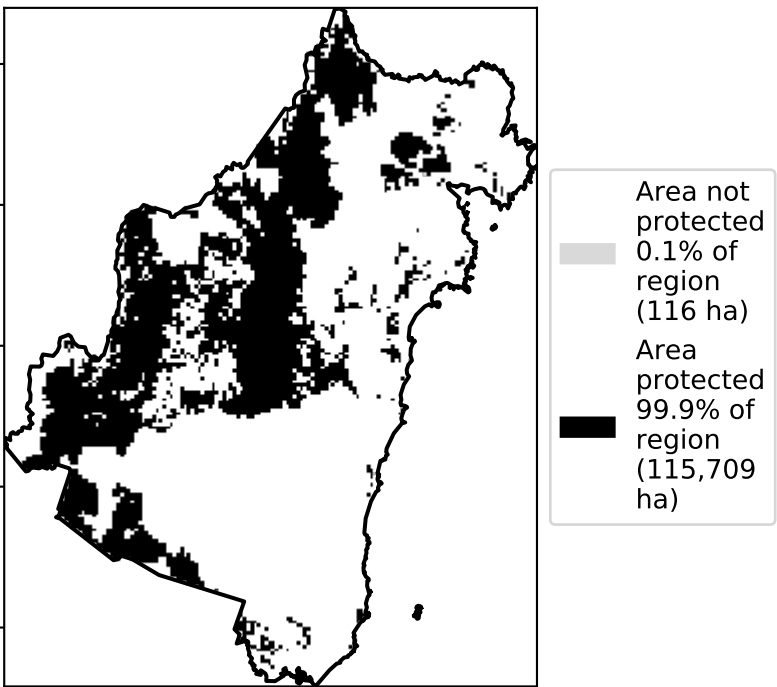 Area not
protected
0.1% of
region
(116 ha)
Area
protected
99.9% of
region
(115,709
ha)